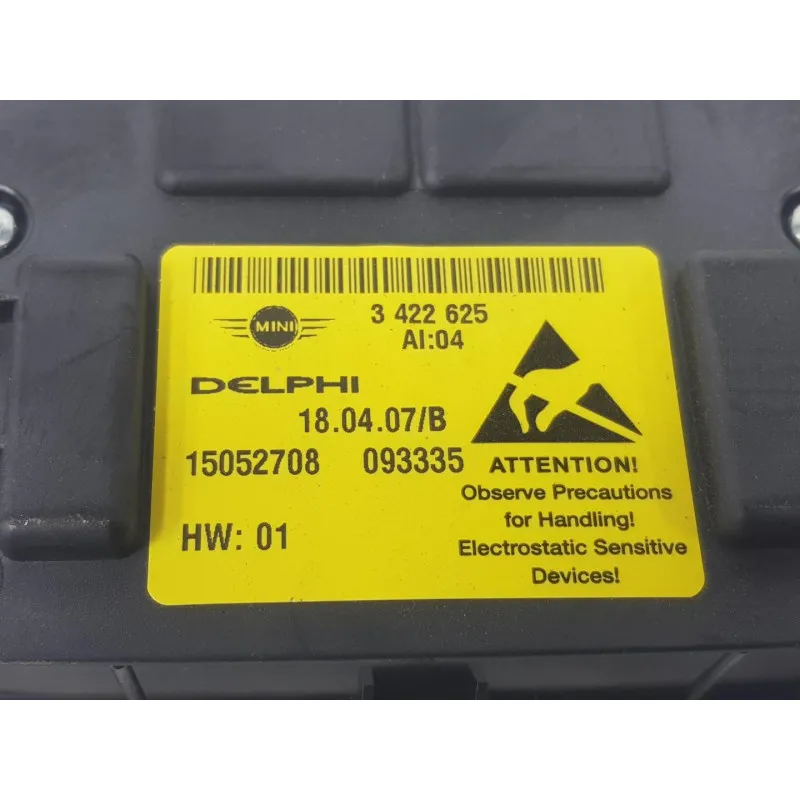 MINI
3 422 625
AI:04
DELPHI
18.04.07/B
15052708 093335
HW: 01
ATTENTION!
Observe Precautions
for Handling!
Electrostatic Sensitive
Devices!